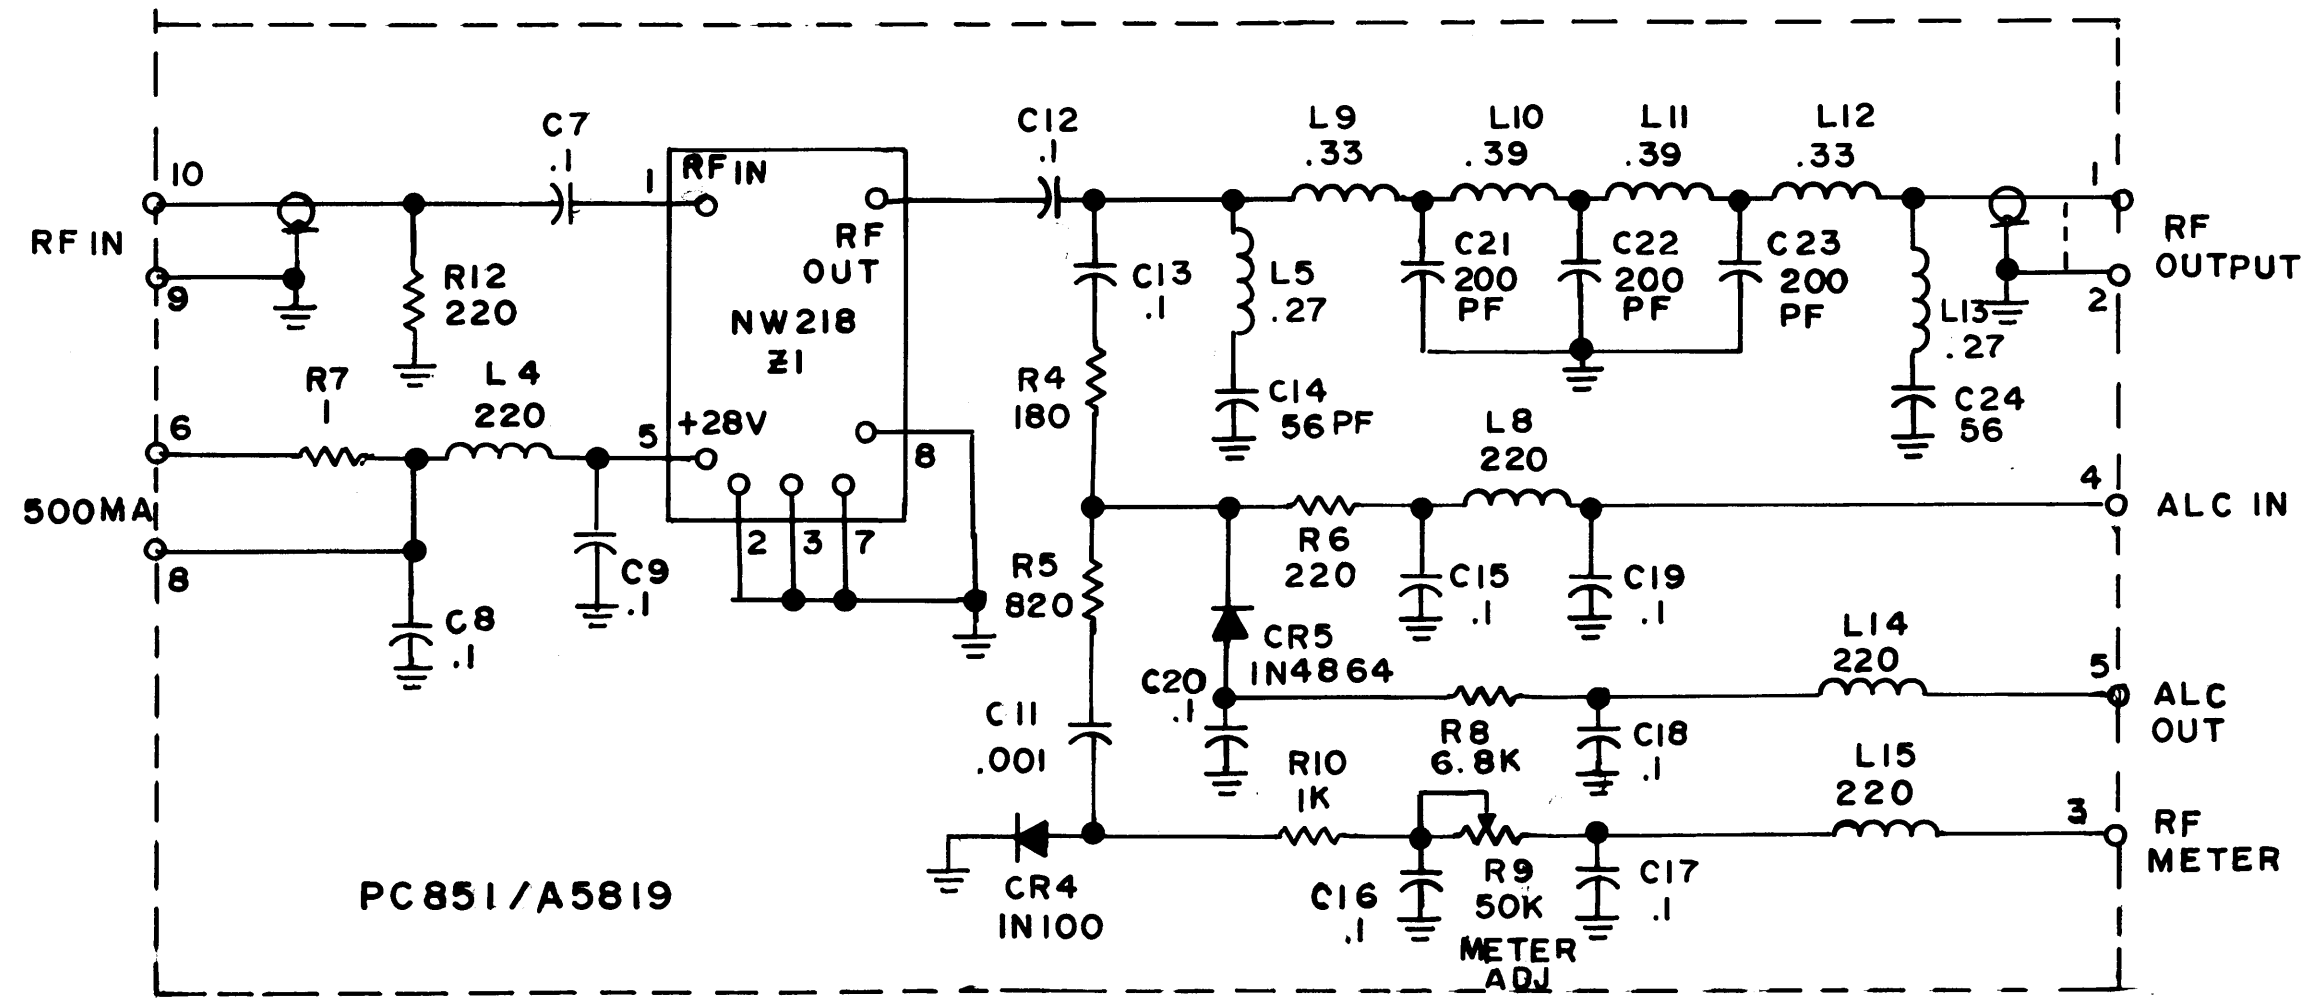 C7
.1
C12
.1
L9
.33
L10
.39
L11
.39
L12
.33
10
1
RF IN
1
RF IN
RF
OUT
R12
220
C13
.1
L5
.27
C21
200
PF
C22
200
PF
C23
200
PF
RF
OUTPUT
9
2
L13
.27
NW218
Z1
R7
1
L4
220
R4
180
C14
56PF
C24
56
6
5
+28V
8
L8
220
4
500MA
ALC IN
2
3
7
8
C9
.1
R5
820
R6
220
C15
.1
C19
.1
C8
.1
CR5
1N4864
L14
220
5
C20
.1
ALC
OUT
C11
.001
R8
6.8K
C18
.1
R10
1K
L15
220
3
RF
METER
PC851/A5819
CR4
1N100
C16
.1
R9
50K
METER
ADJ
C17
.1